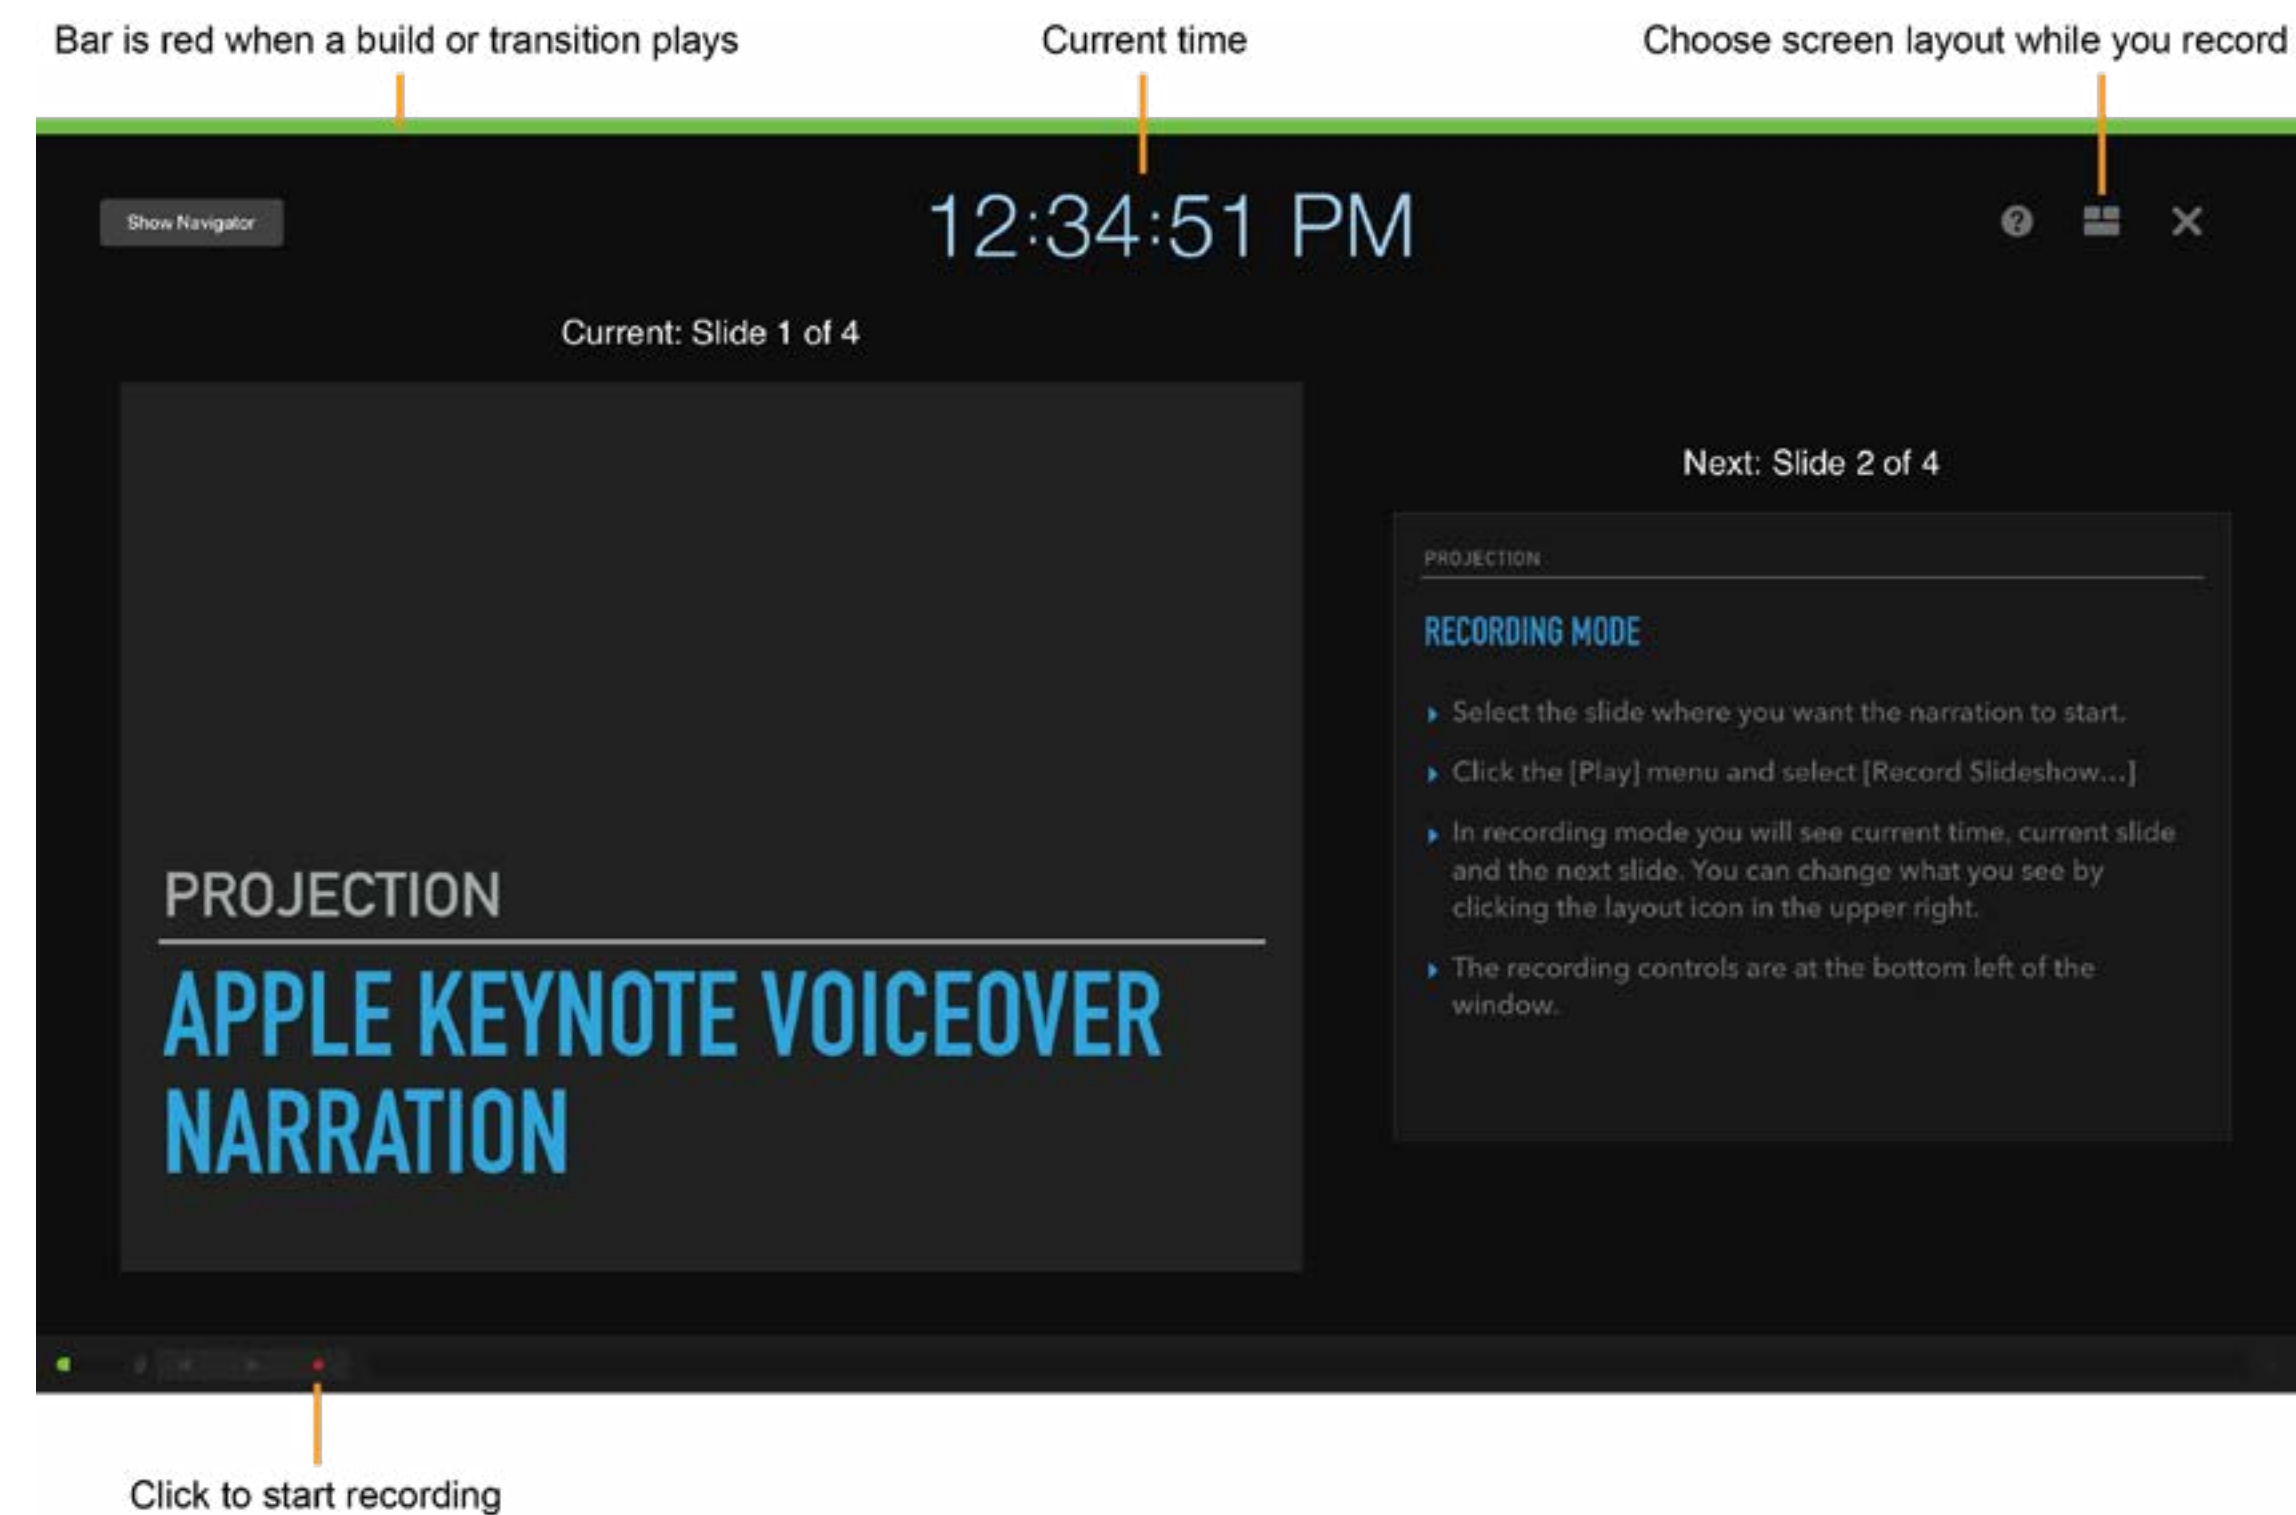 Bar is red when a build or transition plays
Current time
Choose screen layout while you record
Show Navigator
12:34:51 PM
?
Current: Slide 1 of 4
Next: Slide 2 of 4
PROJECTION
APPLE KEYNOTE VOICEOVER
NARRATION
PROJECTION
RECORDING MODE
Select the slide where you want the narration to start.
Click the [Play] menu and select [Record Slideshow...]
In recording mode you will see current time, current slide
and the next slide. You can change what you see by
clicking the layout icon in the upper right.
The recording controls are at the bottom left of the
window.
Click to start recording